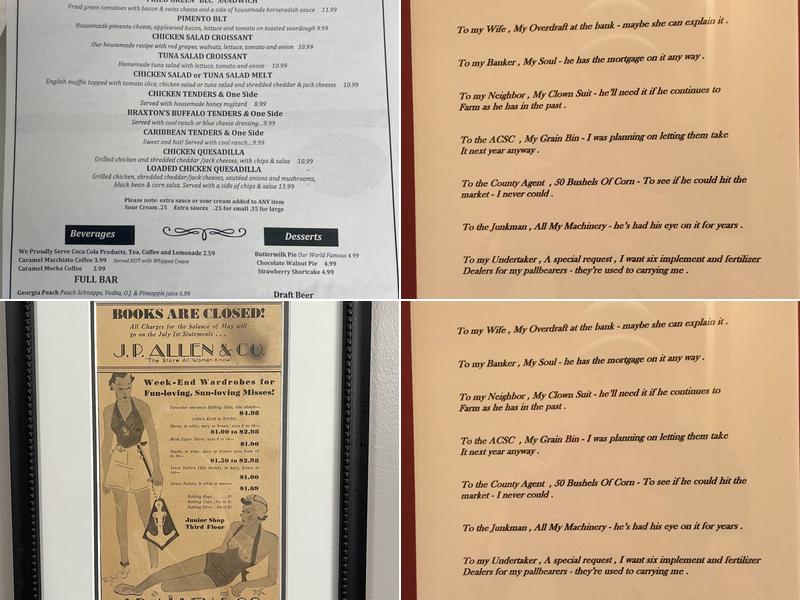 FRIED GREEN "BLC" SANDWICH
Fried green tomatoes with bacon & swiss cheese and a side of housemade horseradish sauce 11.99
PIMENTO BLT
Housemade pimento cheese, applewood bacon, lettuce and tomato on toasted sourdough 9.99
CHICKEN SALAD CROISSANT
Our housemade recipe with red grapes, walnuts, lettuce, tomato and onion 10.99
TUNA SALAD CROISSANT
Homemade tuna salad with lettuce, tomato and onion 10.99
CHICKEN SALAD or TUNA SALAD MELT
English muffin topped with tomato slice, chicken salad or tuna salad and shredded cheddar & jack cheeses 10.99
CHICKEN TENDERS & One Side
Served with housemade honey mustard 8.99
BRAXTON'S BUFFALO TENDERS & One Side
Served with cool ranch or blue cheese dressing...9.99
CARIBBEAN TENDERS & One Side
Sweet and hot! Served with cool ranch...9.99
CHICKEN QUESADILLA
Grilled chicken and shredded cheddar /jack cheeses, with chips & salsa 10.99
LOADED CHICKEN QUESADILLA
Grilled chicken, shredded cheddar/jack cheeses, sautéed onions and mushrooms,
black bean & corn salsa. Served with a side of chips & salsa 13.99
Please note: extra sauce or sour cream added to ANY item
Sour Cream .25 Extra sauces .25 for small .35 for large
Beverages
Desserts
We Proudly Serve Coca Cola Products, Tea, Coffee and Lemonade 2.59
Caramel Macchiato Coffee 3.99 Served HOT with Whipped Cream
Caramel Mocha Coffee 3.99
Buttermilk Pie Our World Famous 4.99
Chocolate Walnut Pie 4.99
Strawberry Shortcake 4.99
FULL BAR
Georgia Peach Peach Schnapps, Vodka, O.J. & Pineapple juice 6.99
Draft Beer
To my Wife , My Overdraft at the bank - maybe she can explain it .
To my Banker , My Soul - he has the mortgage on it any way .
To my Neighbor , My Clown Suit - he'll need it if he continues to
Farm as he has in the past .
To the ACSC , My Grain Bin - I was planning on letting them take
It next year anyway .
To the County Agent , 50 Bushels Of Corn - To see if he could hit the
market - I never could .
To the Junkman , All My Machinery - he's had his eye on it for years .
To my Undertaker , A special request , I want six implement and fertilizer
Dealers for my pallbearers - they're used to carrying me .
BOOKS ARE CLOSED!
All Charges for the balance of May will
go on the July 1st Statements . . .
J.P. ALLEN & CO.
"The Store All Women Know"
Week-End Wardrobes for
Fun-loving, Sun-loving Misses!
$4.98
$1.00 to $2.98
$1.00
$1.50 to $2.98
$1.00
$1.69
Junior Shop
Third Floor
J.P. ALLEN & CO.
To my Wife , My Overdraft at the bank - maybe she can explain it .
To my Banker , My Soul - he has the mortgage on it any way .
To my Neighbor , My Clown Suit - he'll need it if he continues to
Farm as he has in the past .
To the ACSC , My Grain Bin - I was planning on letting them take
It next year anyway .
To the County Agent , 50 Bushels Of Corn - To see if he could hit the
market - I never could .
To the Junkman , All My Machinery - he's had his eye on it for years .
To my Undertaker , A special request , I want six implement and fertilizer
Dealers for my pallbearers - they're used to carrying me .